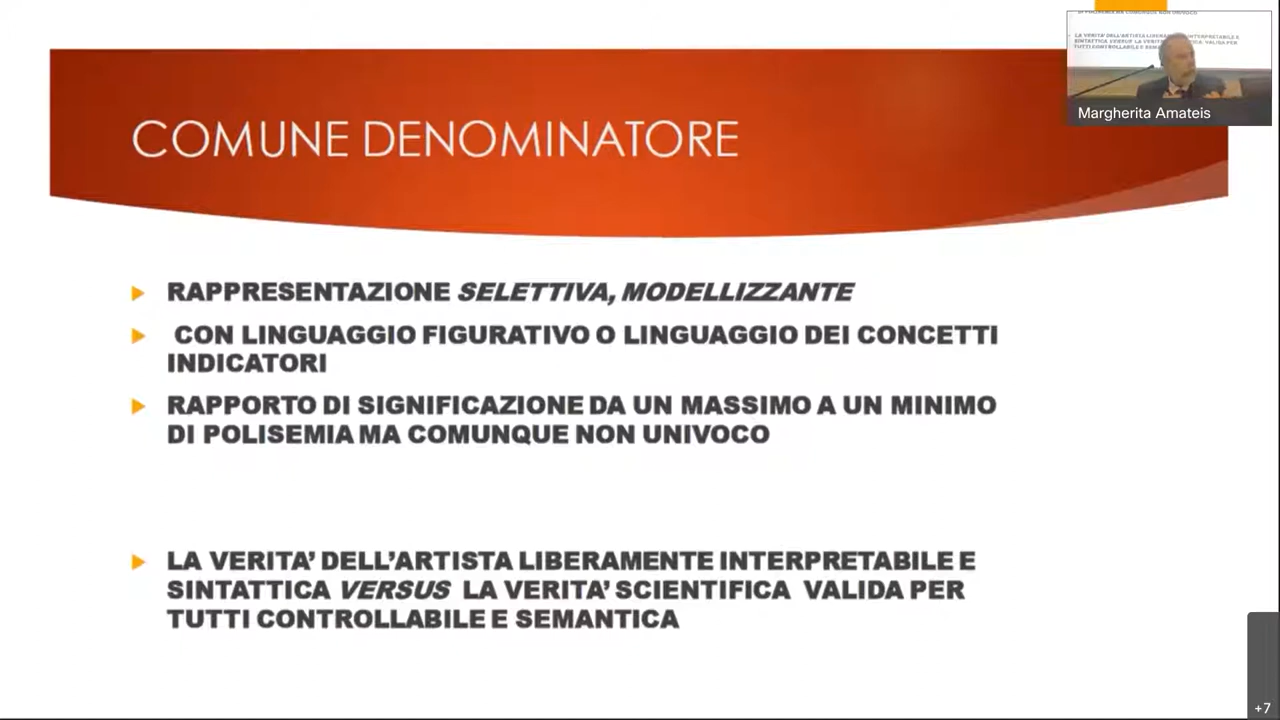 COMUNE DENOMINATORE
RAPPRESENTAZIONE SELETTIVA, MODELLIZZANTE
CON LINGUAGGIO FIGURATIVO O LINGUAGGIO DEI CONCETTI
INDICATORI
RAPPORTO DI SIGNIFICAZIONE DA UN MASSIMO A UN MINIMO
DI POLISEMIA MA COMUNQUE NON UNIVOCO
LA VERITA’ DELL’ARTISTA LIBERAMENTE INTERPRETABILE E
SINTATTICA VERSUS LA VERITA’ SCIENTIFICA VALIDA PER
TUTTI CONTROLLABILE E SEMANTICA
Margherita Amateis
+7